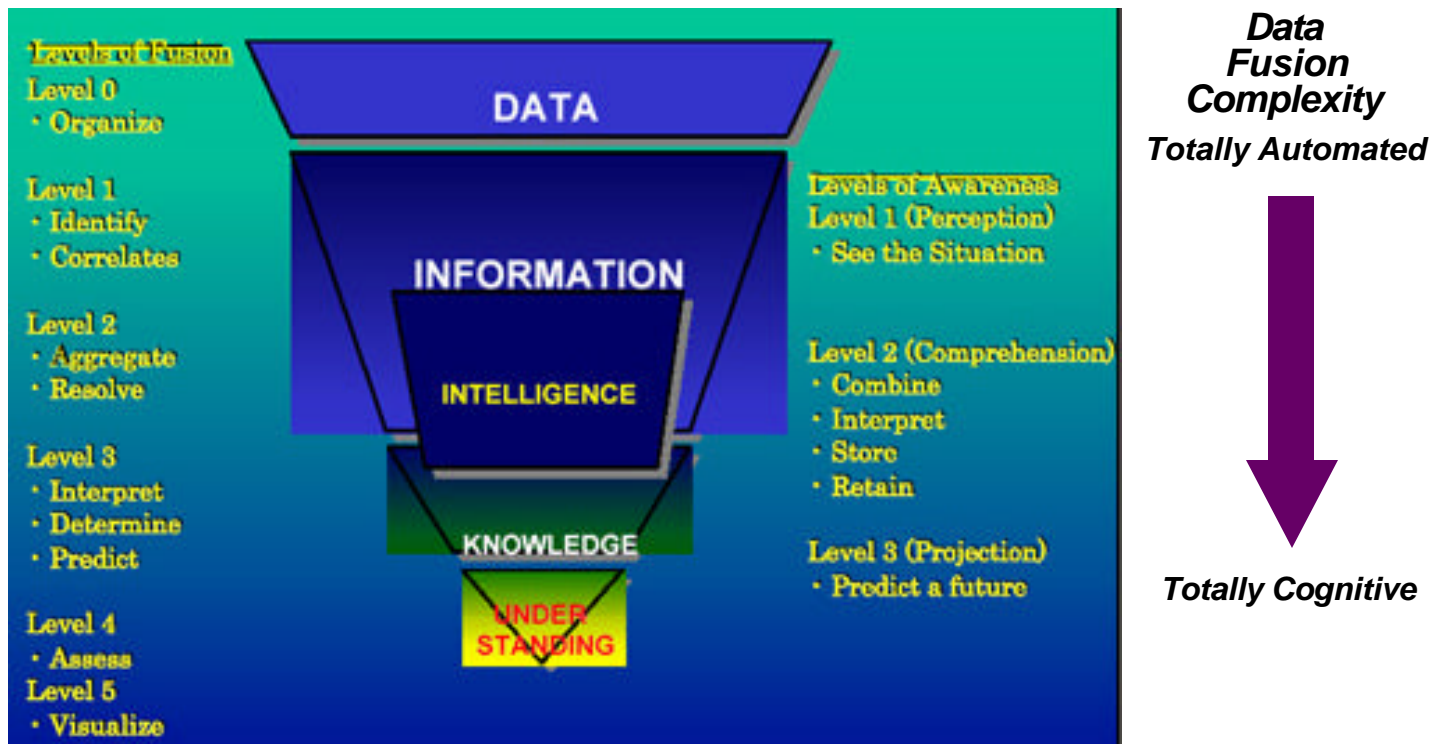 Levels of Fusion
Level 0
· Organize
Level 1
· Identify
· Correlates
Level 2
· Aggregate
· Resolve
Level 3
· Interpret
· Determine
· Predict
Level 4
· Assess
Level 5
· Visualize
DATA
INFORMATION
INTELLIGENCE
KNOWLEDGE
UNDER
STANDING
Levels of Awareness
Level 1 (Perception)
· See the Situation
Level 2 (Comprehension)
· Combine
· Interpret
· Store
· Retain
Level 3 (Projection)
· Predict a future
Data
Fusion
Complexity
Totally Automated
Totally Cognitive